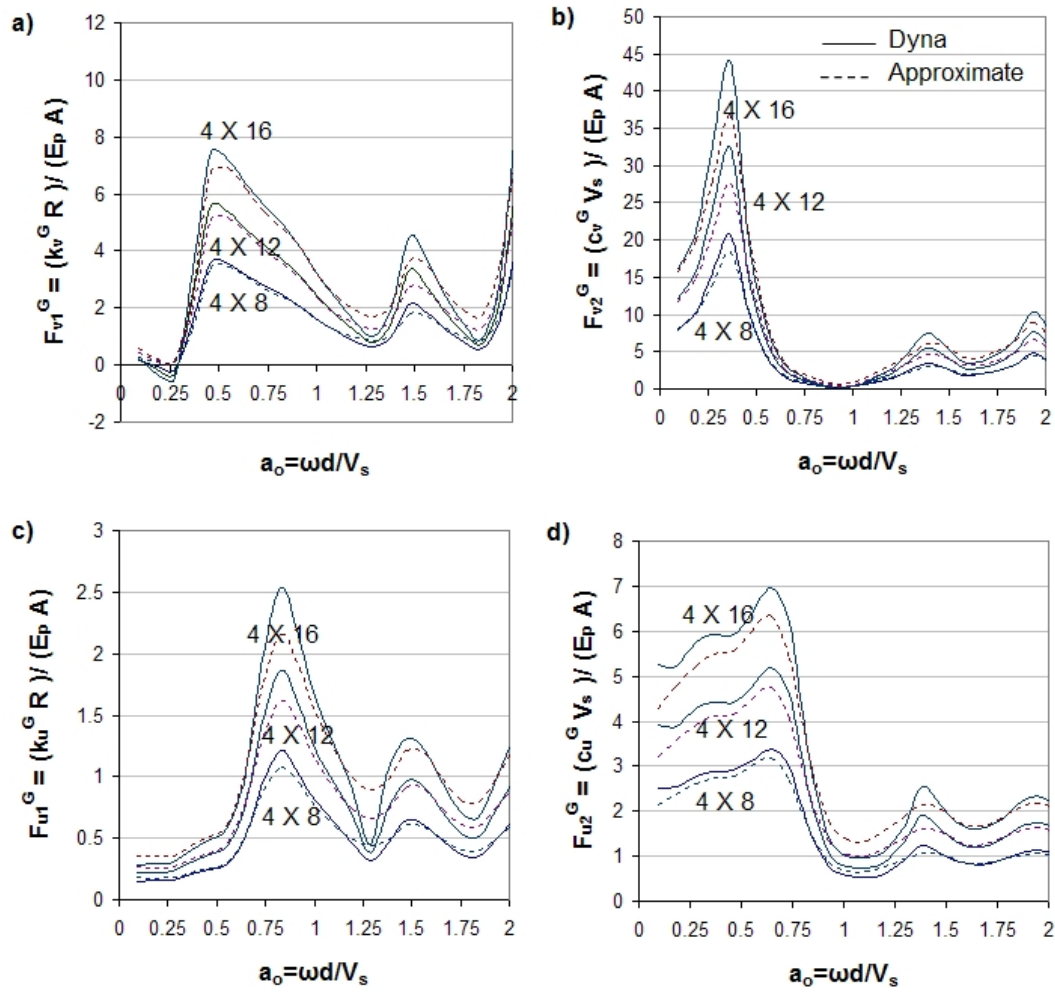 a)
12
10
8
6
4
2
0
-2
0 0.25 0.5 0.75 1 1.25 1.5 1.75 2
4 X 16
4 X 12
4 X 8
Fv1ᴳ = (kvᴳ R )/ (Ep A)
ao=ωd/Vs
b)
50
45
40
35
30
25
20
15
10
5
0
0 0.25 0.5 0.75 1 1.25 1.5 1.75 2
Dyna
Approximate
4 X 16
4 X 12
4 X 8
Fv2ᴳ = (cvᴳ Vs )/ (Ep A)
ao=ωd/Vs
c)
3
2.5
2
1.5
1
0.5
0
0 0.25 0.5 0.75 1 1.25 1.5 1.75 2
4 X 16
4 X 12
4 X 8
Fu1ᴳ = (kuᴳ R )/ (Ep A)
ao=ωd/Vs
d)
8
7
6
5
4
3
2
1
0
0 0.25 0.5 0.75 1 1.25 1.5 1.75 2
4 X 16
4 X 12
4 X 8
Fu2ᴳ = (cuᴳ Vs )/ (Ep A)
ao=ωd/Vs